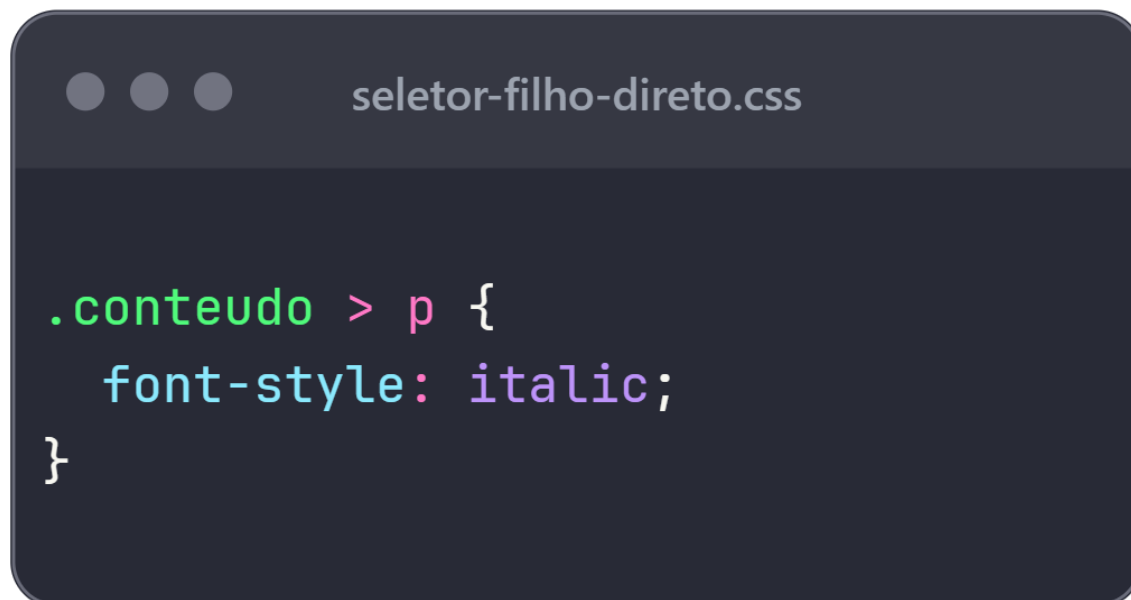 seletor-filho-direto.css
.conteudo > p {
  font-style: italic;
}